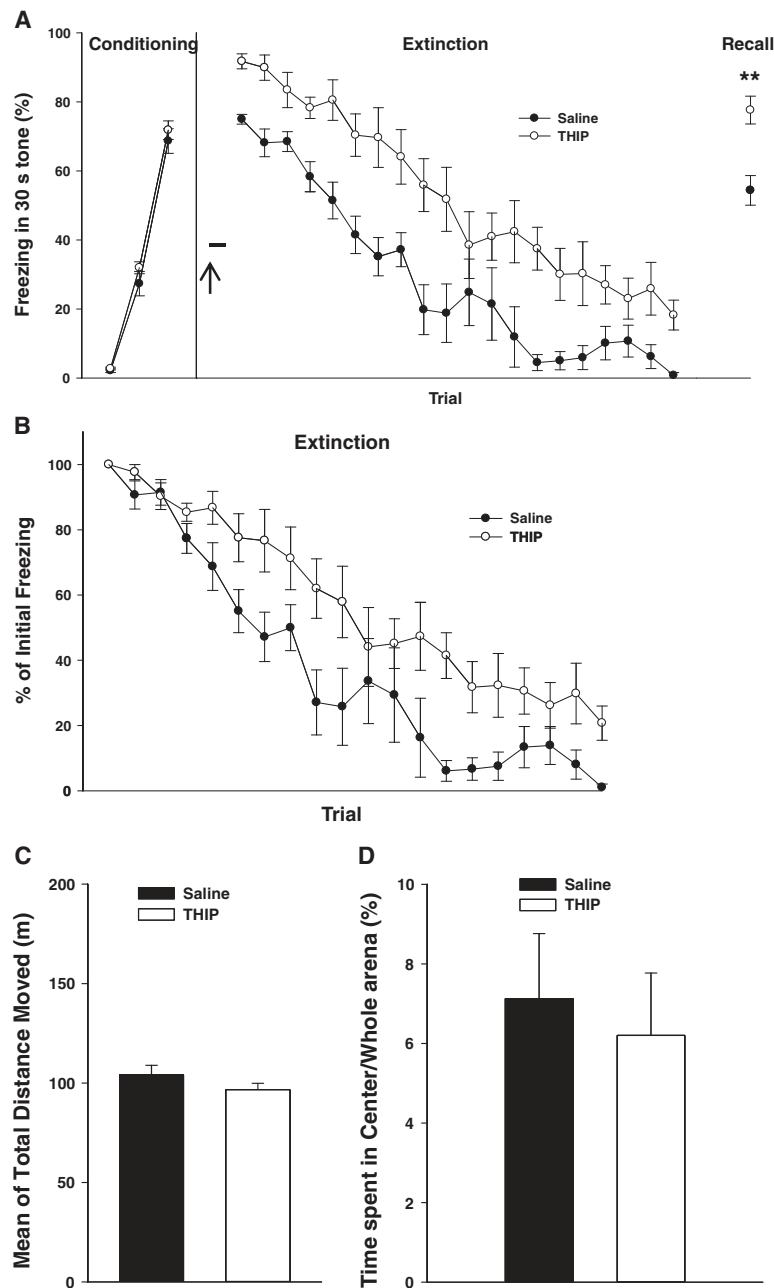 A
Conditioning
Extinction
Recall
Freezing in 30 s tone (%)
100
80
60
40
20
0
Saline
THIP
**
Trial
B
Extinction
% of Initial Freezing
100
80
60
40
20
0
Saline
THIP
Trial
C
Mean of Total Distance Moved (m)
200
150
100
50
0
Saline
THIP
D
Time spent in Center/Whole arena (%)
10
8
6
4
2
0
Saline
THIP